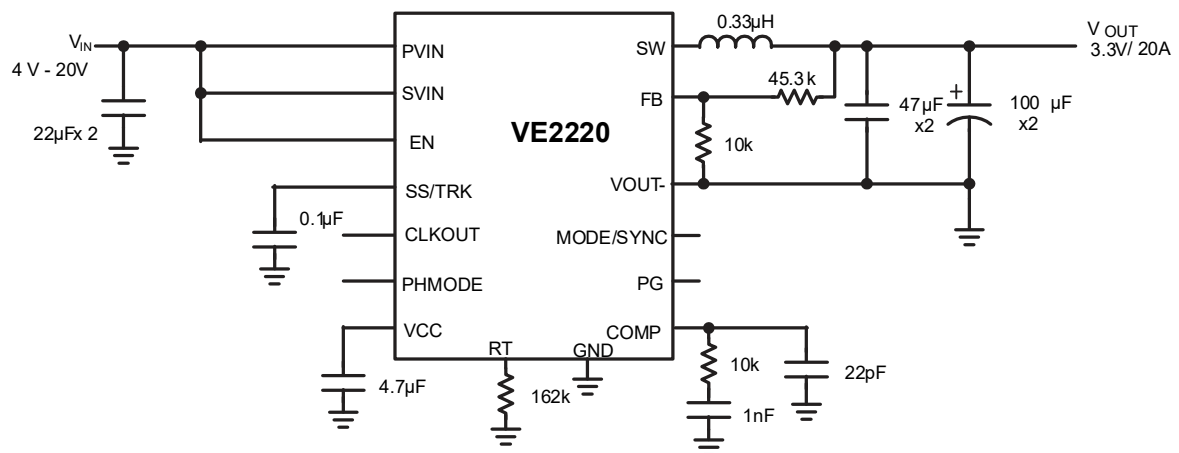 V IN
4 V - 20V
22µFx 2
PVIN
SVIN
EN
SS/TRK
0.1µF
CLKOUT
PHMODE
VCC
4.7µF
RT
162k
GND
VE2220
SW
0.33µH
FB
45.3 k
10k
VOUT-
MODE/SYNC
PG
COMP
10k
1nF
22pF
47µF
x2
+
100 µF
x2
V OUT
3.3V/ 20A